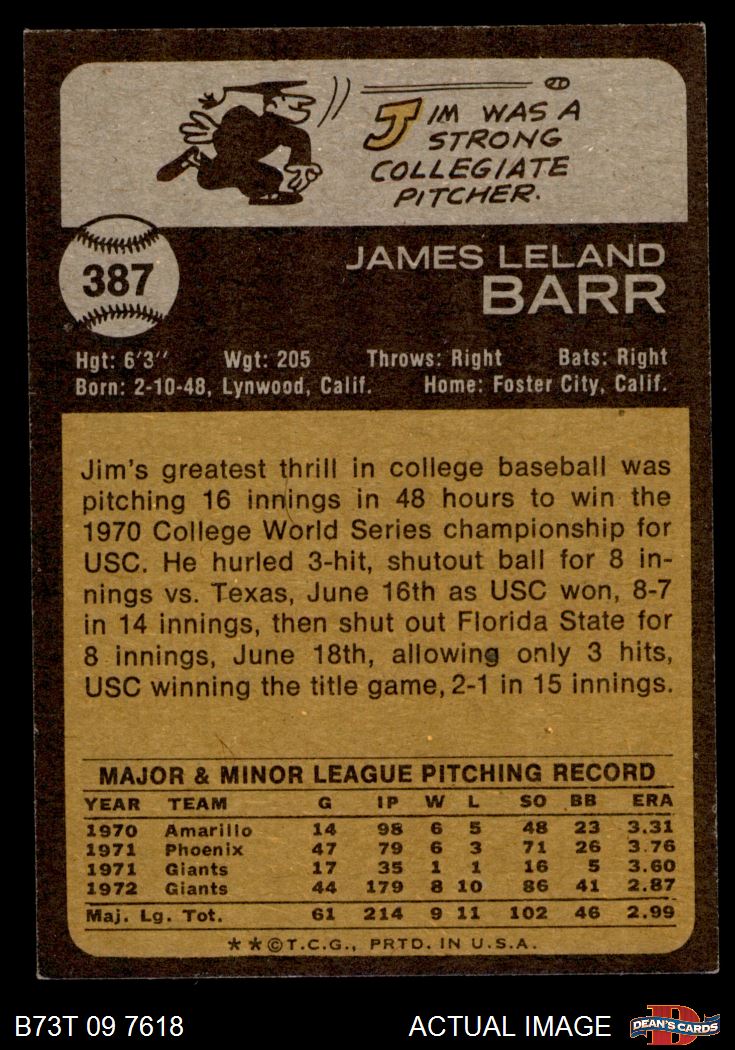 JIM WAS A
STRONG
COLLEGIATE
PITCHER.
387
JAMES LELAND
BARR
Hgt: 6'3" Wgt: 205 Throws: Right Bats: Right
Born: 2-10-48, Lynwood, Calif. Home: Foster City, Calif.
Jim's greatest thrill in college baseball was
pitching 16 innings in 48 hours to win the
1970 College World Series championship for
USC. He hurled 3-hit, shutout ball for 8 in-
nings vs. Texas, June 16th as USC won, 8-7
in 14 innings, then shut out Florida State for
8 innings, June 18th, allowing only 3 hits,
USC winning the title game, 2-1 in 15 innings.
MAJOR & MINOR LEAGUE PITCHING RECORD
YEAR TEAM G IP W L SO BB ERA
1970 Amarillo 14 98 6 5 48 23 3.31
1971 Phoenix 47 79 6 3 71 26 3.76
1971 Giants 17 35 1 1 16 5 3.60
1972 Giants 44 179 8 10 86 41 2.87
Maj. Lg. Tot. 61 214 9 11 102 46 2.99
**©T.C.G., PRTD. IN U.S.A.
B73T 09 7618 ACTUAL IMAGE DEAN'S CARDS